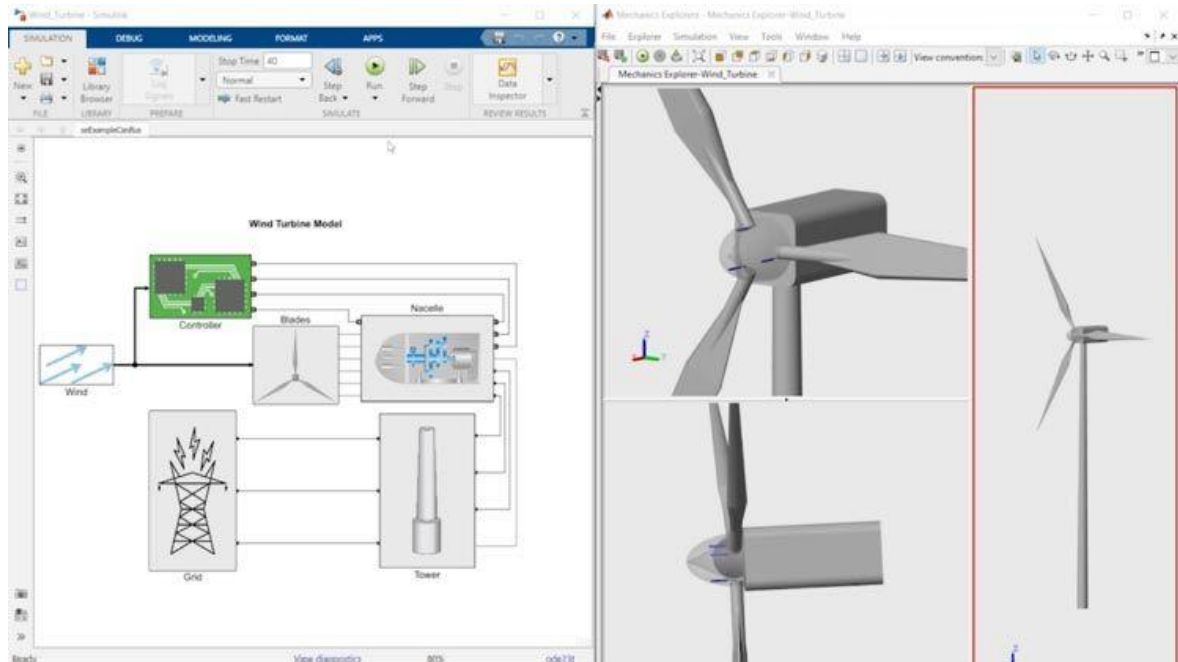 Wind_Turbine - Simulink
SIMULATION DEBUG MODELING FORMAT APPS
New
Library Browser
Stop Time 40
Normal
Fast Restart
Step Back
Run
Step Forward
Stop
Data Inspector
FILE LIBRARY PREPARE SIMULATE REVIEW RESULTS
Wind Turbine Model
Controller
Blades
Nacelle
Wind
Grid
Tower
Ready View diagnostics 80%
Mechanics Explorers - Mechanics Explorer-Wind_Turbine
File Explorer Simulation View Tools Window Help
View convention:
Mechanics Explorer-Wind_Turbine